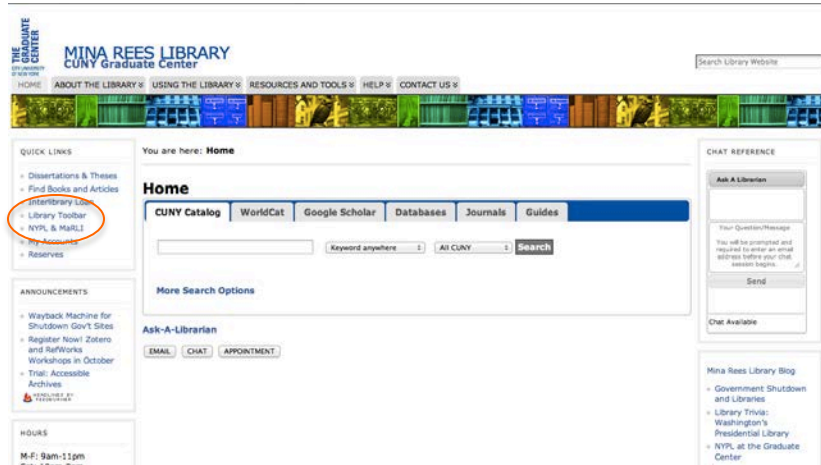 THE
GRADUATE
CENTER
CITY UNIVERSITY
OF NEW YORK
MINA REES LIBRARY
CUNY Graduate Center
Search Library Website
HOME ABOUT THE LIBRARY USING THE LIBRARY RESOURCES AND TOOLS HELP CONTACT US
QUICK LINKS
Dissertations & Theses
Find Books and Articles
Interlibrary Loan
Library Toolbar
NYPL & MaRLI
My Accounts
Reserves
ANNOUNCEMENTS
Wayback Machine for
Shutdown Gov't Sites
Register Now! Zotero
and RefWorks
Workshops in October
Trial: Accessible
Archives
HEADLINES BY
FEEDBURNER
HOURS
M-F: 9am-11pm
You are here: Home
Home
CUNY Catalog WorldCat Google Scholar Databases Journals Guides
Keyword anywhere All CUNY Search
More Search Options
Ask-A-Librarian
EMAIL CHAT APPOINTMENT
CHAT REFERENCE
Ask A Librarian
Your Question/Message
You will be prompted and
required to enter an email
address before your chat
session begins.
Send
Chat Available
Mina Rees Library Blog
Government Shutdown
and Libraries
Library Trivia:
Washington's
Presidential Library
NYPL at the Graduate
Center